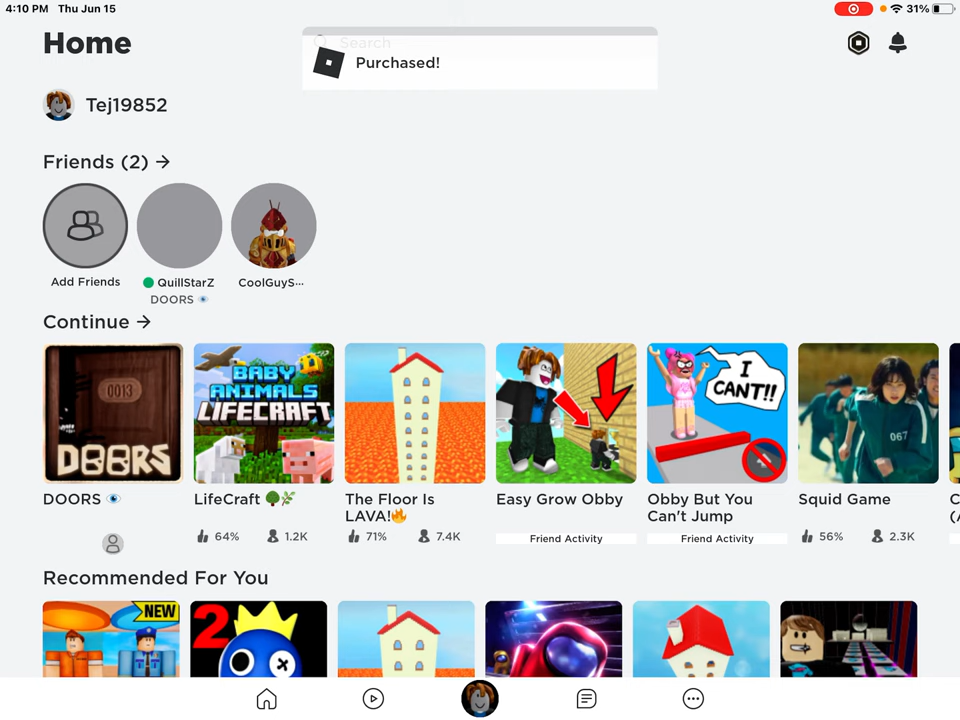 4:10 PM Thu Jun 15
31%
Home
Search
Purchased!
Tej19852
Friends (2)
Add Friends
QuillStarZ
CoolGuyS...
DOORS
Continue
0013
DOORS
BABY
ANIMALS
LIFECRAFT
I
CAN'T!!
067
DOORS
LifeCraft
The Floor Is
LAVA!
Easy Grow Obby
Obby But You
Can't Jump
Squid Game
64% 1.2K
71% 7.4K
Friend Activity
Friend Activity
56% 2.3K
Recommended For You
NEW
2